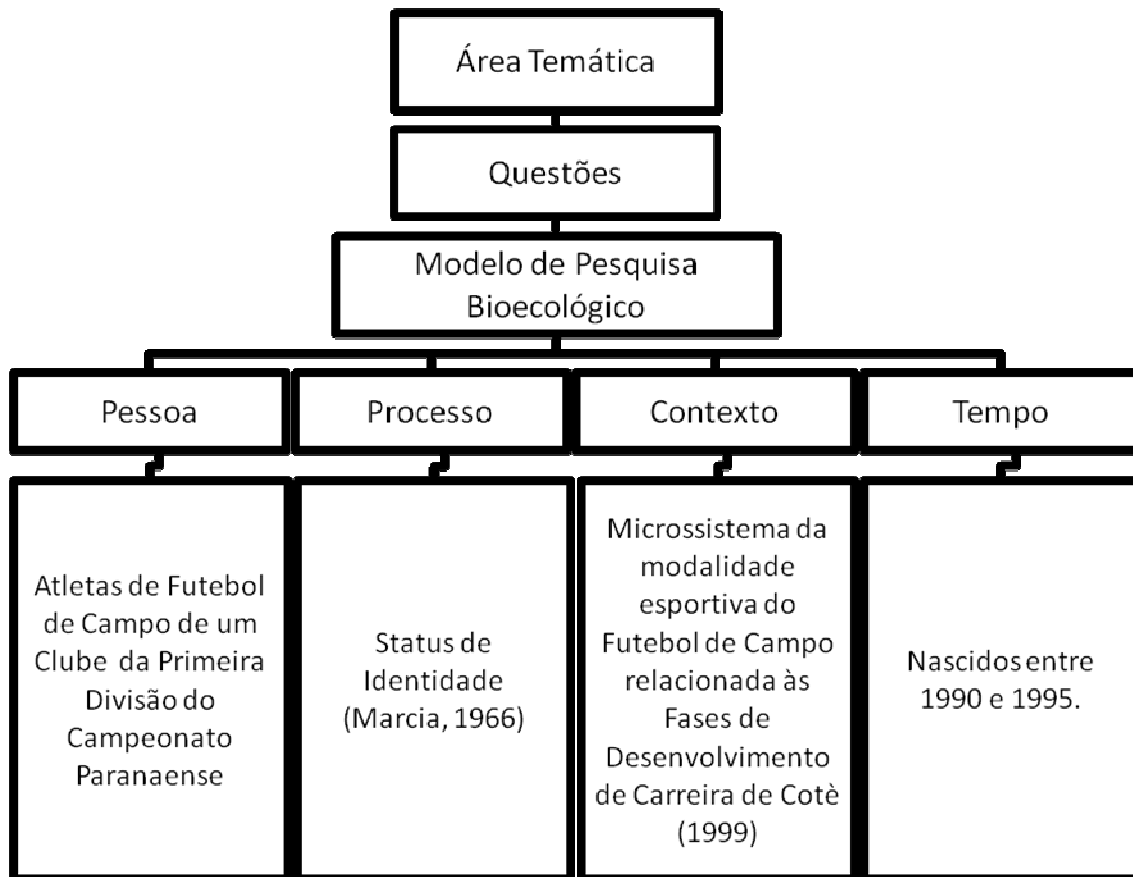 Área Temática
Questões
Modelo de Pesquisa
Bioecológico
Pessoa
Processo
Contexto
Tempo
Atletas de Futebol
de Campo de um
Clube da Primeira
Divisão do
Campeonato
Paranaense
Status de
Identidade
(Marcia, 1966)
Microssistema da
modalidade
esportiva do
Futebol de Campo
relacionada às
Fases de
Desenvolvimento
de Carreira de Cotè
(1999)
Nascidos entre
1990 e 1995.